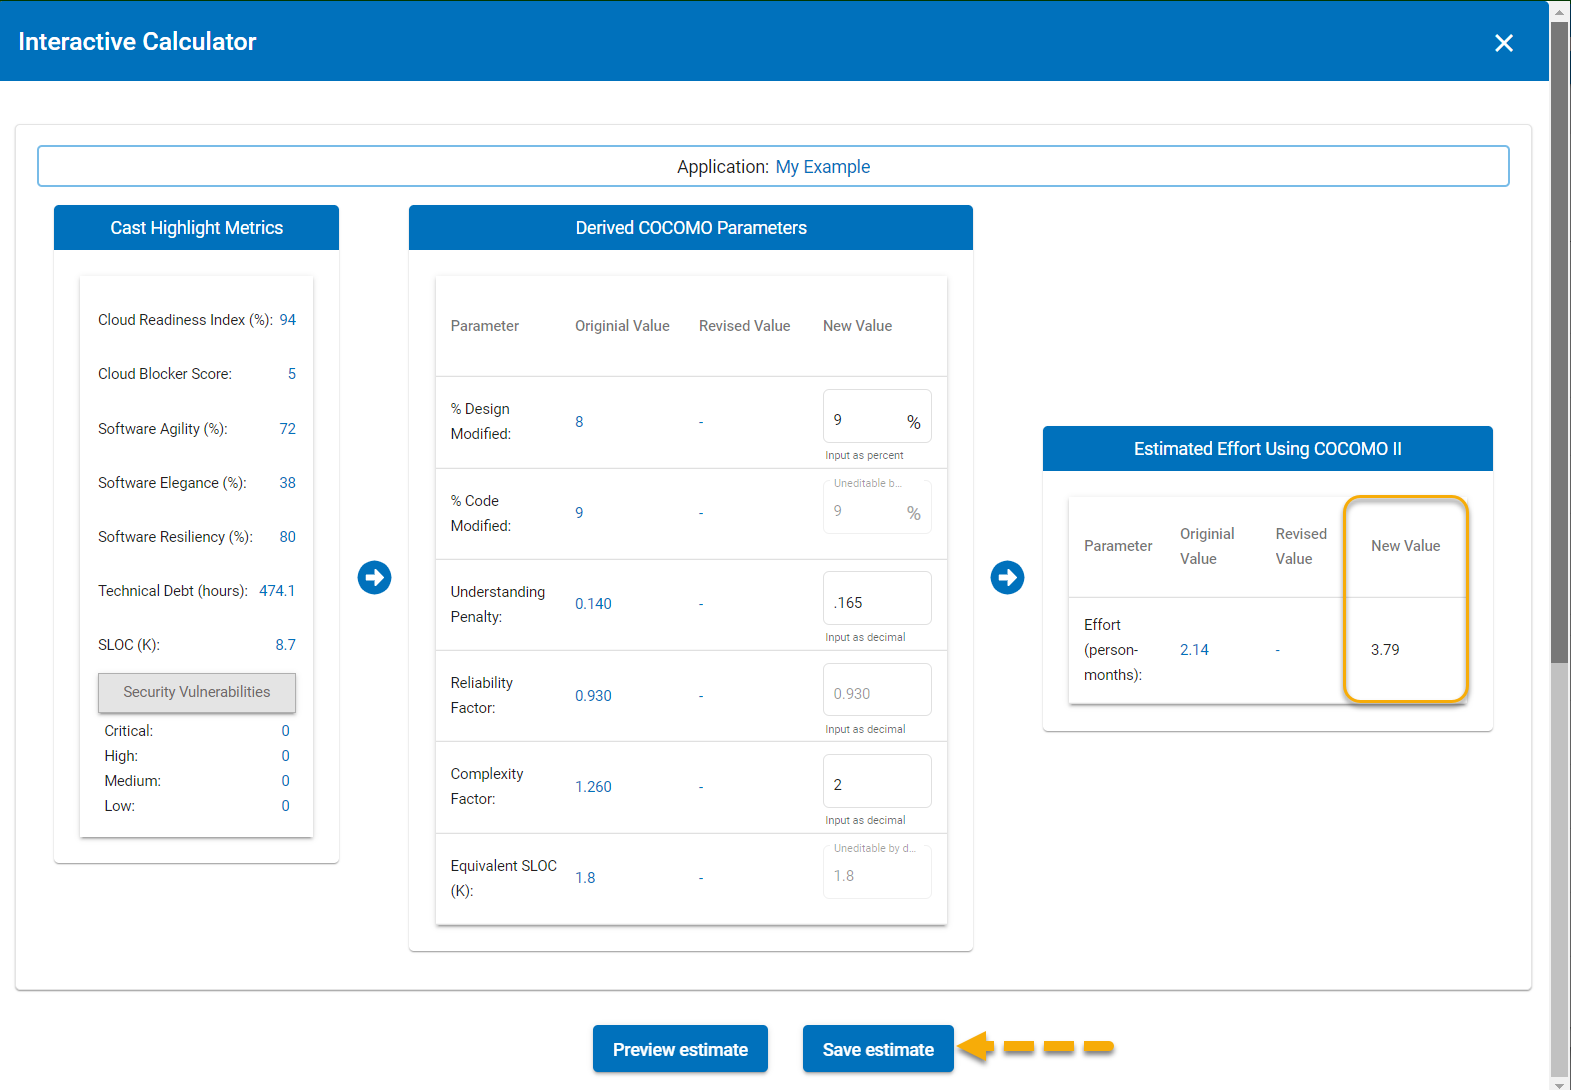 Interactive Calculator
Application: My Example
Cast Highlight Metrics
Cloud Readiness Index (%): 94
Cloud Blocker Score: 5
Software Agility (%): 72
Software Elegance (%): 38
Software Resiliency (%): 80
Technical Debt (hours): 474.1
SLOC (K): 8.7
Security Vulnerabilities
Critical: 0
High: 0
Medium: 0
Low: 0
Derived COCOMO Parameters
Parameter Originial Value Revised Value New Value
% Design
Modified:
8 - 9 %
Input as percent
% Code
Modified:
9 -
Uneditable b...
9 %
Understanding
Penalty:
0.140 - .165
Input as decimal
Reliability
Factor:
0.930 - 0.930
Input as decimal
Complexity
Factor:
1.260 - 2
Input as decimal
Equivalent SLOC
(K):
1.8 -
Uneditable by d...
1.8
Estimated Effort Using COCOMO II
Parameter
Originial
Value
Revised
Value
New Value
Effort
(person-
months):
2.14 - 3.79
Preview estimate
Save estimate